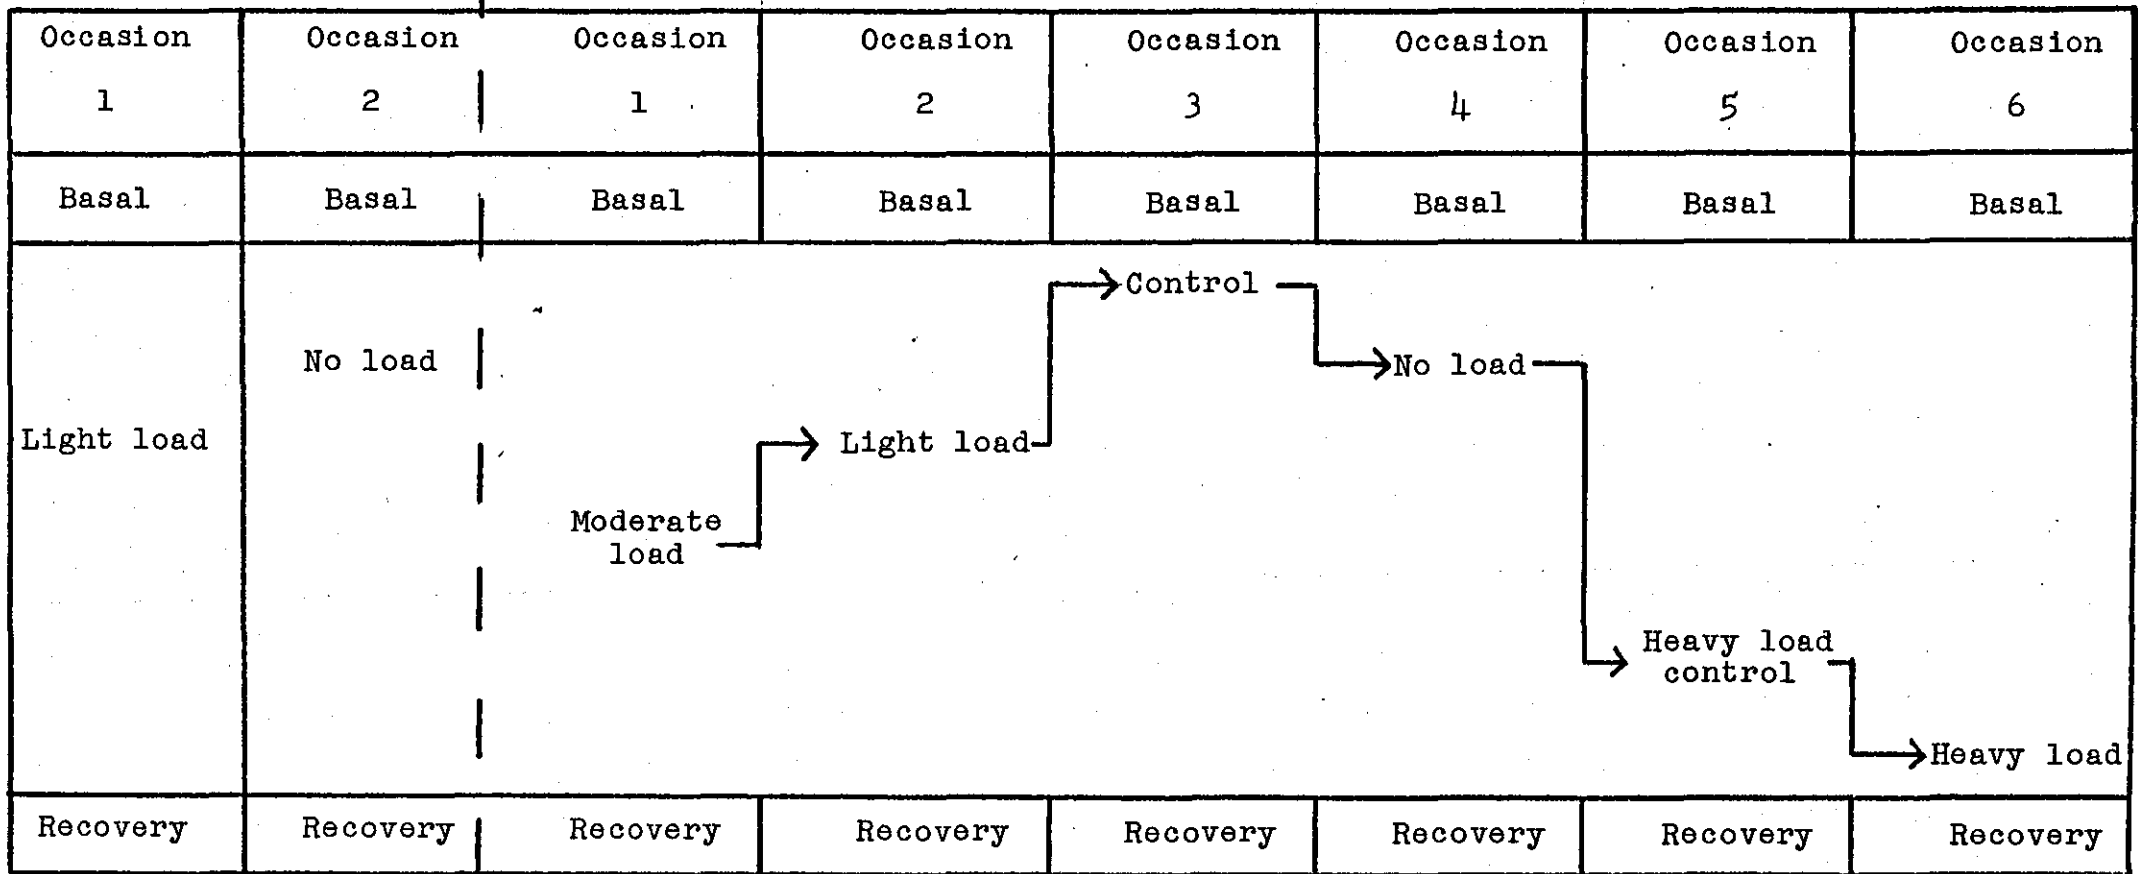 Occasion Occasion Occasion Occasion Occasion Occasion Occasion Occasion
1 2 1 2 3 4 5 6
Basal Basal Basal Basal Basal Basal Basal Basal
Control
No load No load
Light load Light load
Moderate
load
Heavy load
control
Heavy load
Recovery Recovery Recovery Recovery Recovery Recovery Recovery Recovery